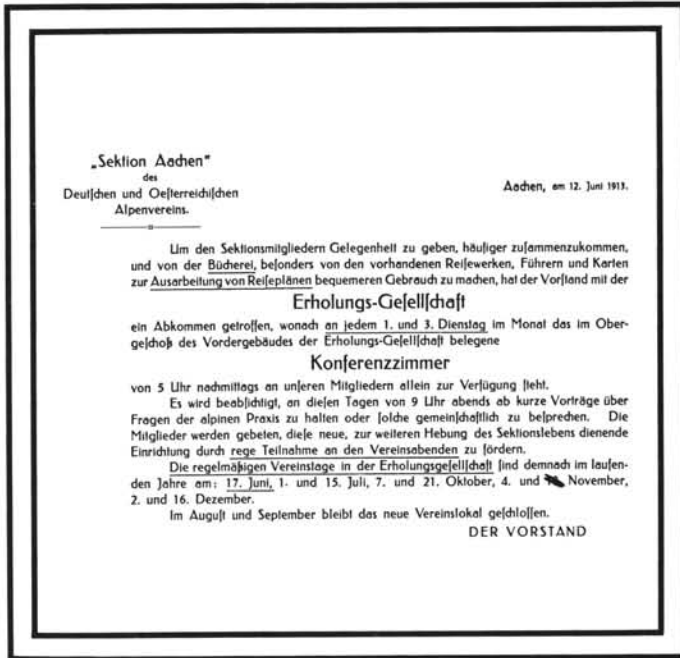 „Sektion Aachen"
des
Deutſchen und Oeſterreichiſchen
Alpenvereins.
Aachen, am 12. Juni 1913.
Um den Sektionsmitgliedern Gelegenheit zu geben, häufiger zuſammenzukommen,
und von der Bücherei, beſonders von den vorhandenen Reiſewerken, Führern und Karten
zur Ausarbeitung von Reiſeplänen bequemeren Gebrauch zu machen, hat der Vorſtand mit der
Erholungs-Geſellſchaft
ein Abkommen getroffen, wonach an jedem 1. und 3. Dienstag im Monat das im Ober-
geſchoß des Vordergebäudes der Erholungs-Geſellſchaft belegene
Konferenzzimmer
von 5 Uhr nachmittags an unſeren Mitgliedern allein zur Verfügung ſteht.
Es wird beabſichtigt, an dieſen Tagen von 9 Uhr abends ab kurze Vorträge über
Fragen der alpinen Praxis zu halten oder ſolche gemeinſchaftlich zu beſprechen. Die
Mitglieder werden gebeten, dieſe neue, zur weiteren Hebung des Sektionslebens dienende
Einrichtung durch rege Teilnahme an den Vereinsabenden zu fördern.
Die regelmäßigen Vereinstage in der Erholungsgeſellſchaft ſind demnach im laufen-
den Jahre am: 17. Juni, 1. und 15. Juli, 7. und 21. Oktober, 4. und November,
2. und 16. Dezember.
Im Auguſt und September bleibt das neue Vereinslokal geſchloſſen.
DER VORSTAND